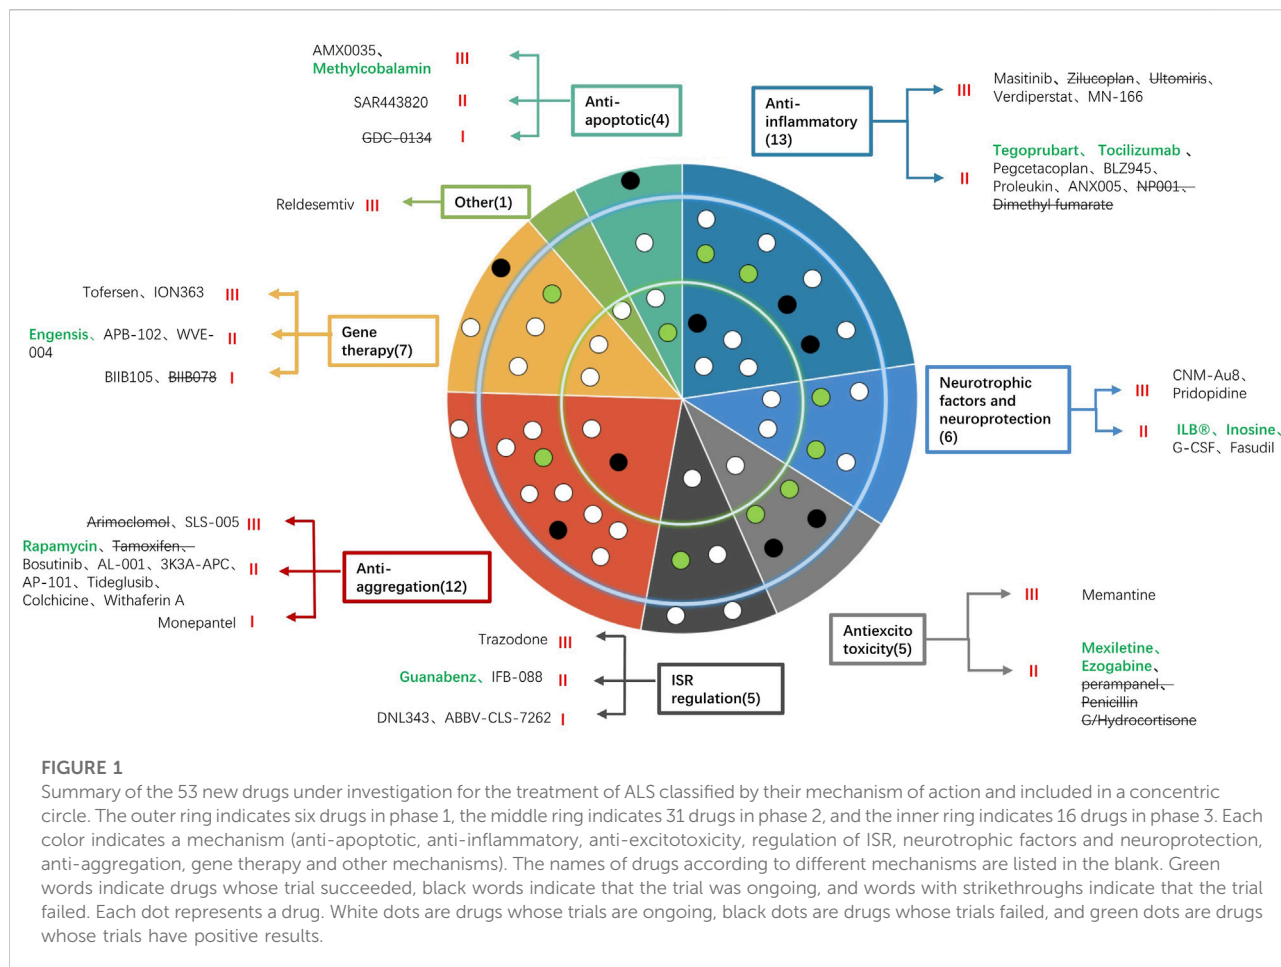 AMX0035、
Methylcobalamin
III
SAR443820
II
GDC-0134
I
Anti-
apoptotic(4)
Anti-
inflammatory
(13)
III
Masitinib、Zilucoplan、Ultomiris、
Verdiperstat、MN-166
II
Tegoprubart、Tocilizumab、
Pegcetacoplan、BLZ945、
Proleukin、ANX005、NP001、
Dimethyl fumarate
Reldesemtiv
III
Other(1)
Tofersen、ION363
III
Engensis、APB-102、WVE-
004
II
BIIB105、BIIB078
I
Gene
therapy(7)
Neurotrophic
factors and
neuroprotection
(6)
III
CNM-Au8、
Pridopidine
II
ILB®、Inosine、
G-CSF、Fasudil
Arimoclomol、SLS-005
III
Rapamycin、Tamoxifen、
Bosutinib、AL-001、3K3A-APC、
AP-101、Tideglusib、
Colchicine、Withaferin A
II
Monepantel
I
Anti-
aggregation(12)
Trazodone
III
Guanabenz、IFB-088
II
DNL343、ABBV-CLS-7262
I
ISR
regulation(5)
Antiexcito
toxicity(5)
III
Memantine
II
Mexiletine、
Ezogabine、
perampanel、
Penicillin
G/Hydrocortisone
FIGURE 1
Summary of the 53 new drugs under investigation for the treatment of ALS classified by their mechanism of action and included in a concentric
circle. The outer ring indicates six drugs in phase 1, the middle ring indicates 31 drugs in phase 2, and the inner ring indicates 16 drugs in phase 3. Each
color indicates a mechanism (anti-apoptotic, anti-inflammatory, anti-excitotoxicity, regulation of ISR, neurotrophic factors and neuroprotection,
anti-aggregation, gene therapy and other mechanisms). The names of drugs according to different mechanisms are listed in the blank. Green
words indicate drugs whose trial succeeded, black words indicate that the trial was ongoing, and words with strikethroughs indicate that the trial
failed. Each dot represents a drug. White dots are drugs whose trials are ongoing, black dots are drugs whose trials failed, and green dots are drugs
whose trials have positive results.